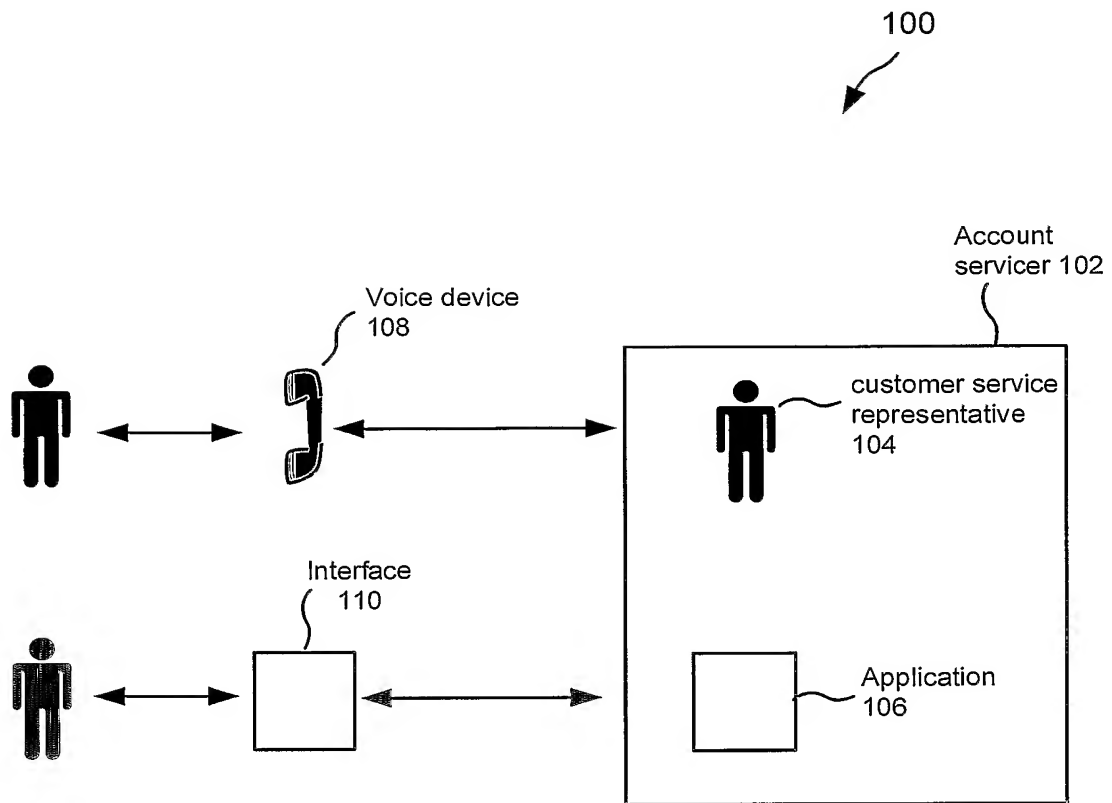 100
Account
servicer 102
Voice device
108
customer service
representative
104
Interface
110
Application
106